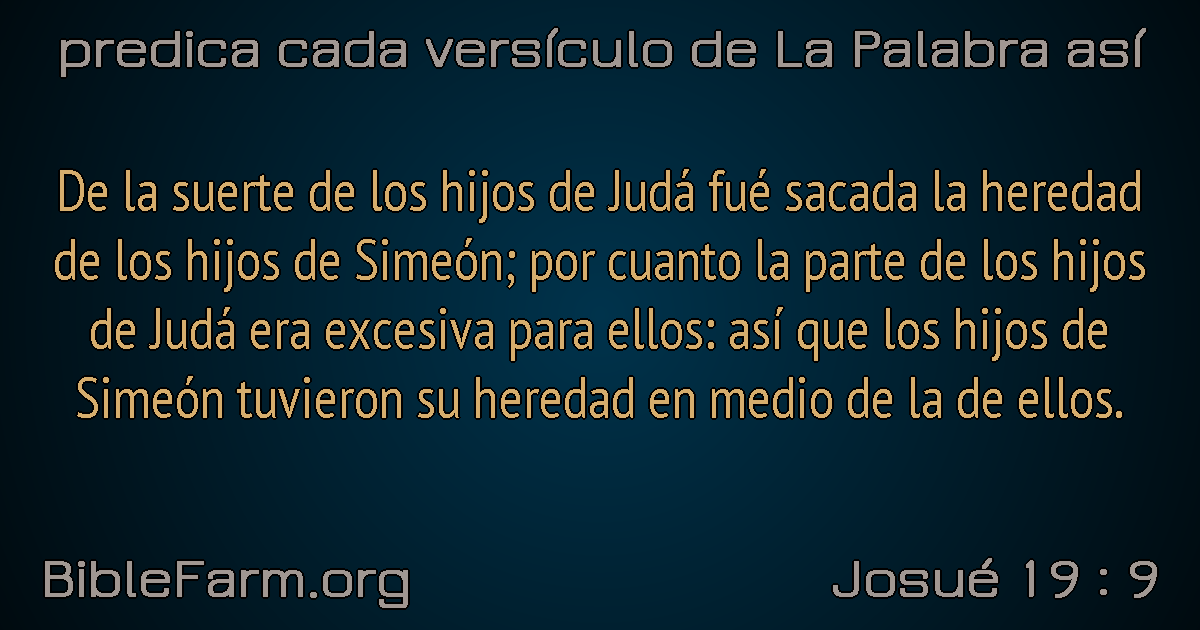 predica cada versículo de La Palabra así
De la suerte de los hijos de Judá fué sacada la heredad
de los hijos de Simeón; por cuanto la parte de los hijos
de Judá era excesiva para ellos: así que los hijos de
Simeón tuvieron su heredad en medio de la de ellos.
BibleFarm.org
Josué 19 : 9